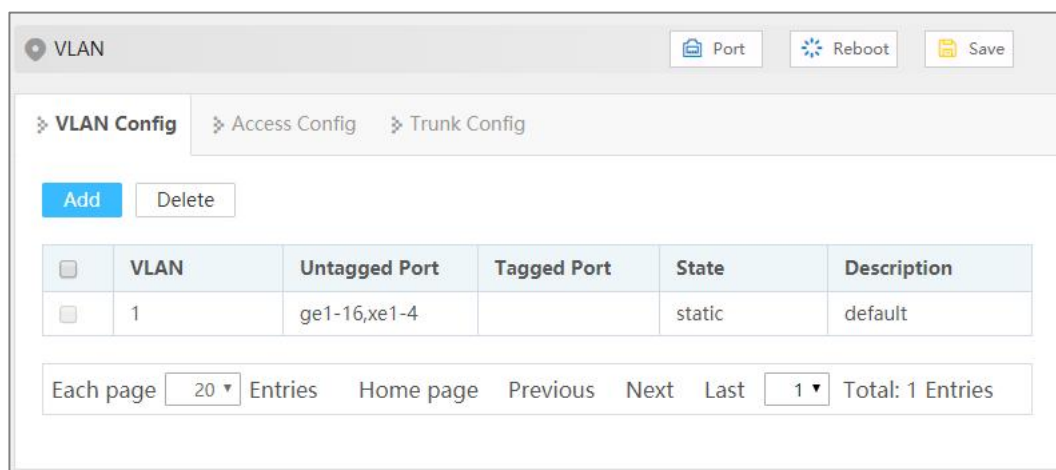 VLAN Port Reboot Save
VLAN Config Access Config Trunk Config
Add Delete
VLAN Untagged Port Tagged Port State Description
1 ge1-16,xe1-4 static default
Each page 20 Entries Home page Previous Next Last 1 Total: 1 Entries